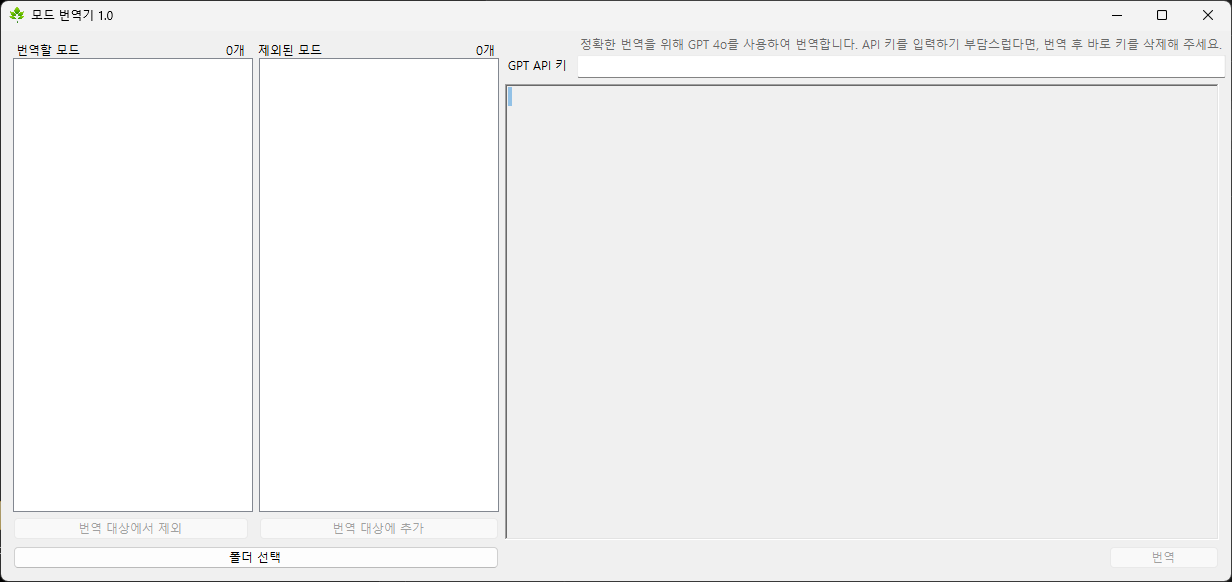 모드 번역기 1.0
번역할 모드 0개 제외된 모드 0개
정확한 번역을 위해 GPT 4o를 사용하여 번역합니다. API 키를 입력하기 부담스럽다면, 번역 후 바로 키를 삭제해 주세요.
GPT API 키
번역 대상에서 제외 번역 대상에 추가
폴더 선택 번역